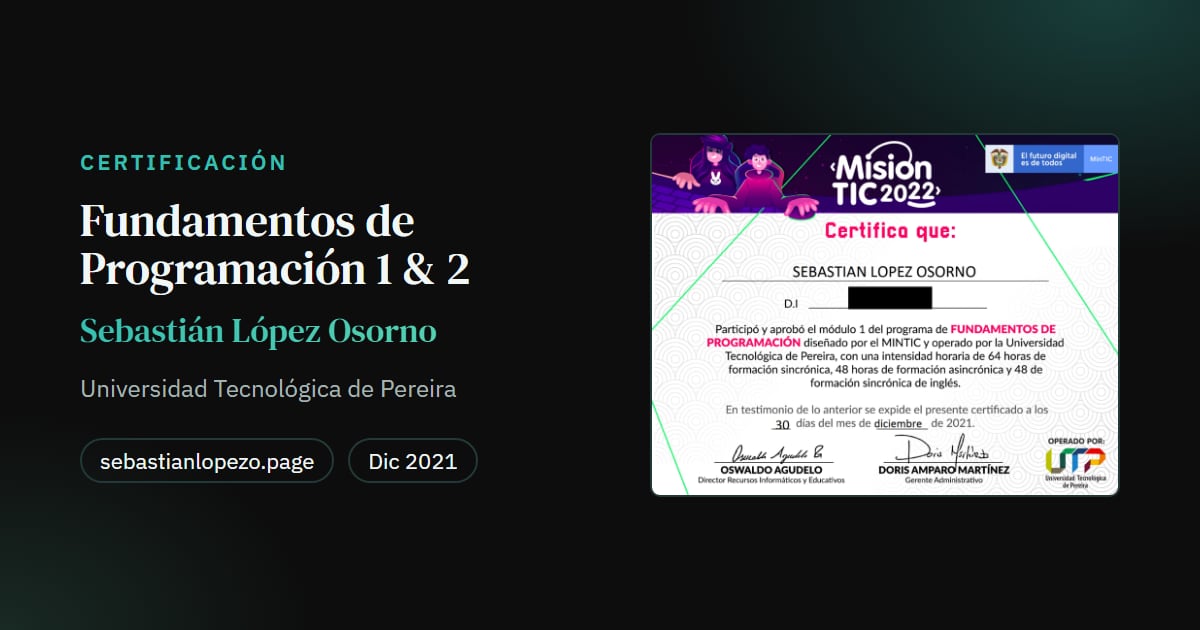 CERTIFICACIÓN
Fundamentos de
Programación 1 & 2
Sebastián López Osorno
Universidad Tecnológica de Pereira
sebastianlopezo.page
Dic 2021
‹Misión
TIC 2022›
El futuro digital
es de todos
MinTIC
Certifica que:
SEBASTIAN LOPEZ OSORNO
D.I
Participó y aprobó el módulo 1 del programa de FUNDAMENTOS DE
PROGRAMACIÓN diseñado por el MINTIC y operado por la Universidad
Tecnológica de Pereira, con una intensidad horaria de 64 horas de
formación sincrónica, 48 horas de formación asincrónica y 48 de
formación sincrónica de inglés.
En testimonio de lo anterior se expide el presente certificado a los
30 días del mes de diciembre de 2021.
OSWALDO AGUDELO
Director Recursos Informáticos y Educativos
DORIS AMPARO MARTÍNEZ
Gerente Administrativo
OPERADO POR:
UTP
Universidad Tecnológica
de Pereira